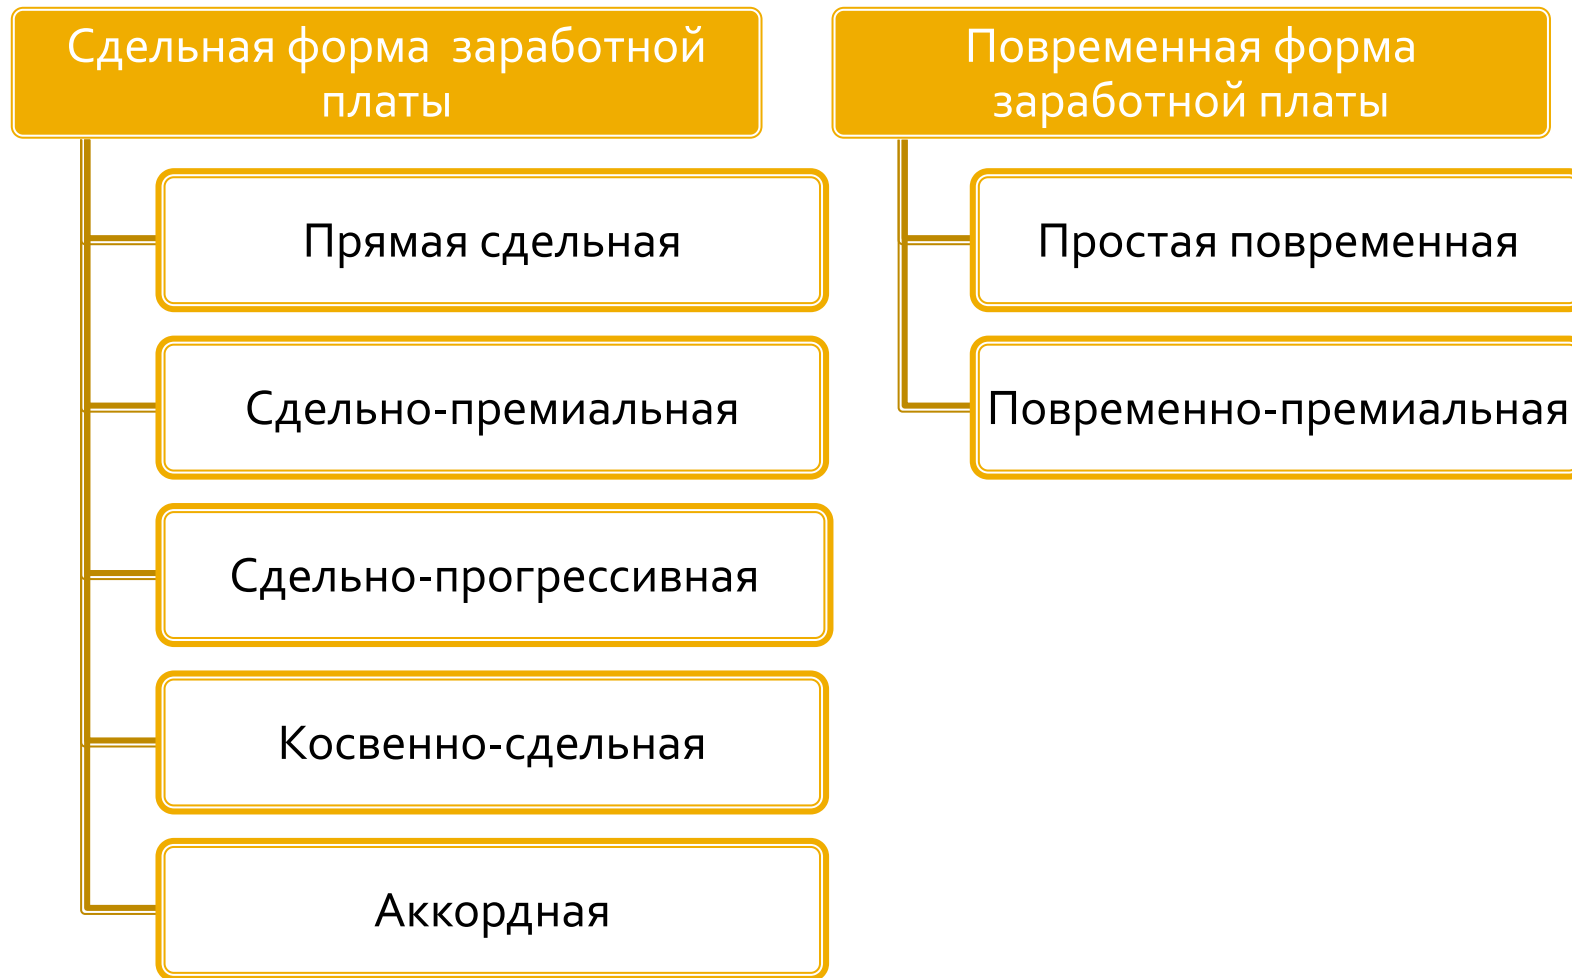 Сдельная форма заработной
платы
Прямая сдельная
Сдельно-премиальная
Сдельно-прогрессивная
Косвенно-сдельная
Аккордная
Повременная форма
заработной платы
Простая повременная
Повременно-премиальная